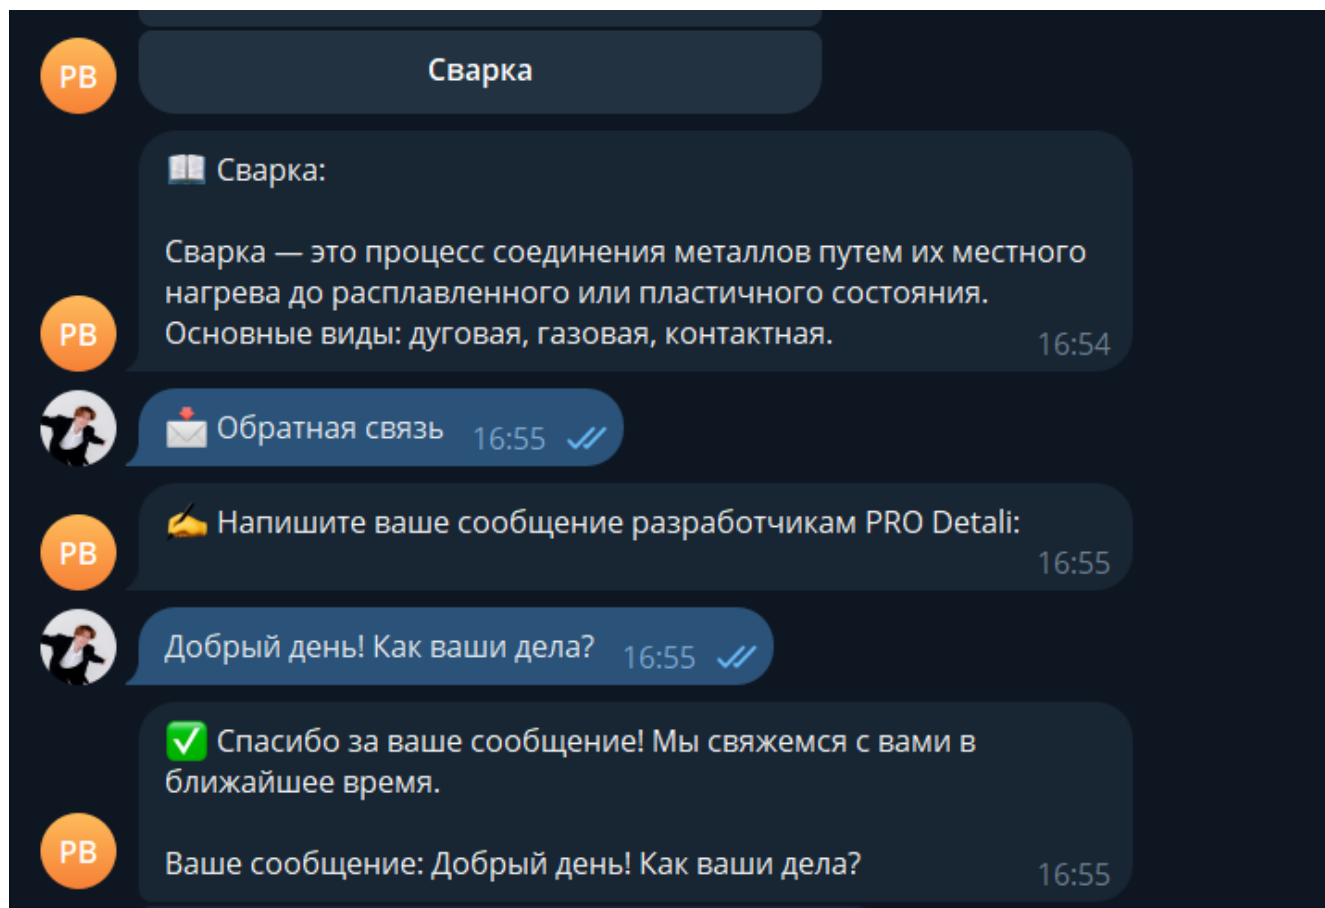 Сварка
РВ
📖 Сварка:
Сварка — это процесс соединения металлов путем их местного
нагрева до расплавленного или пластичного состояния.
Основные виды: дуговая, газовая, контактная.
16:54
РВ
📩 Обратная связь 16:55
✍️ Напишите ваше сообщение разработчикам PRO Detali:
16:55
РВ
Добрый день! Как ваши дела? 16:55
✅ Спасибо за ваше сообщение! Мы свяжемся с вами в
ближайшее время.
Ваше сообщение: Добрый день! Как ваши дела?
16:55
РВ